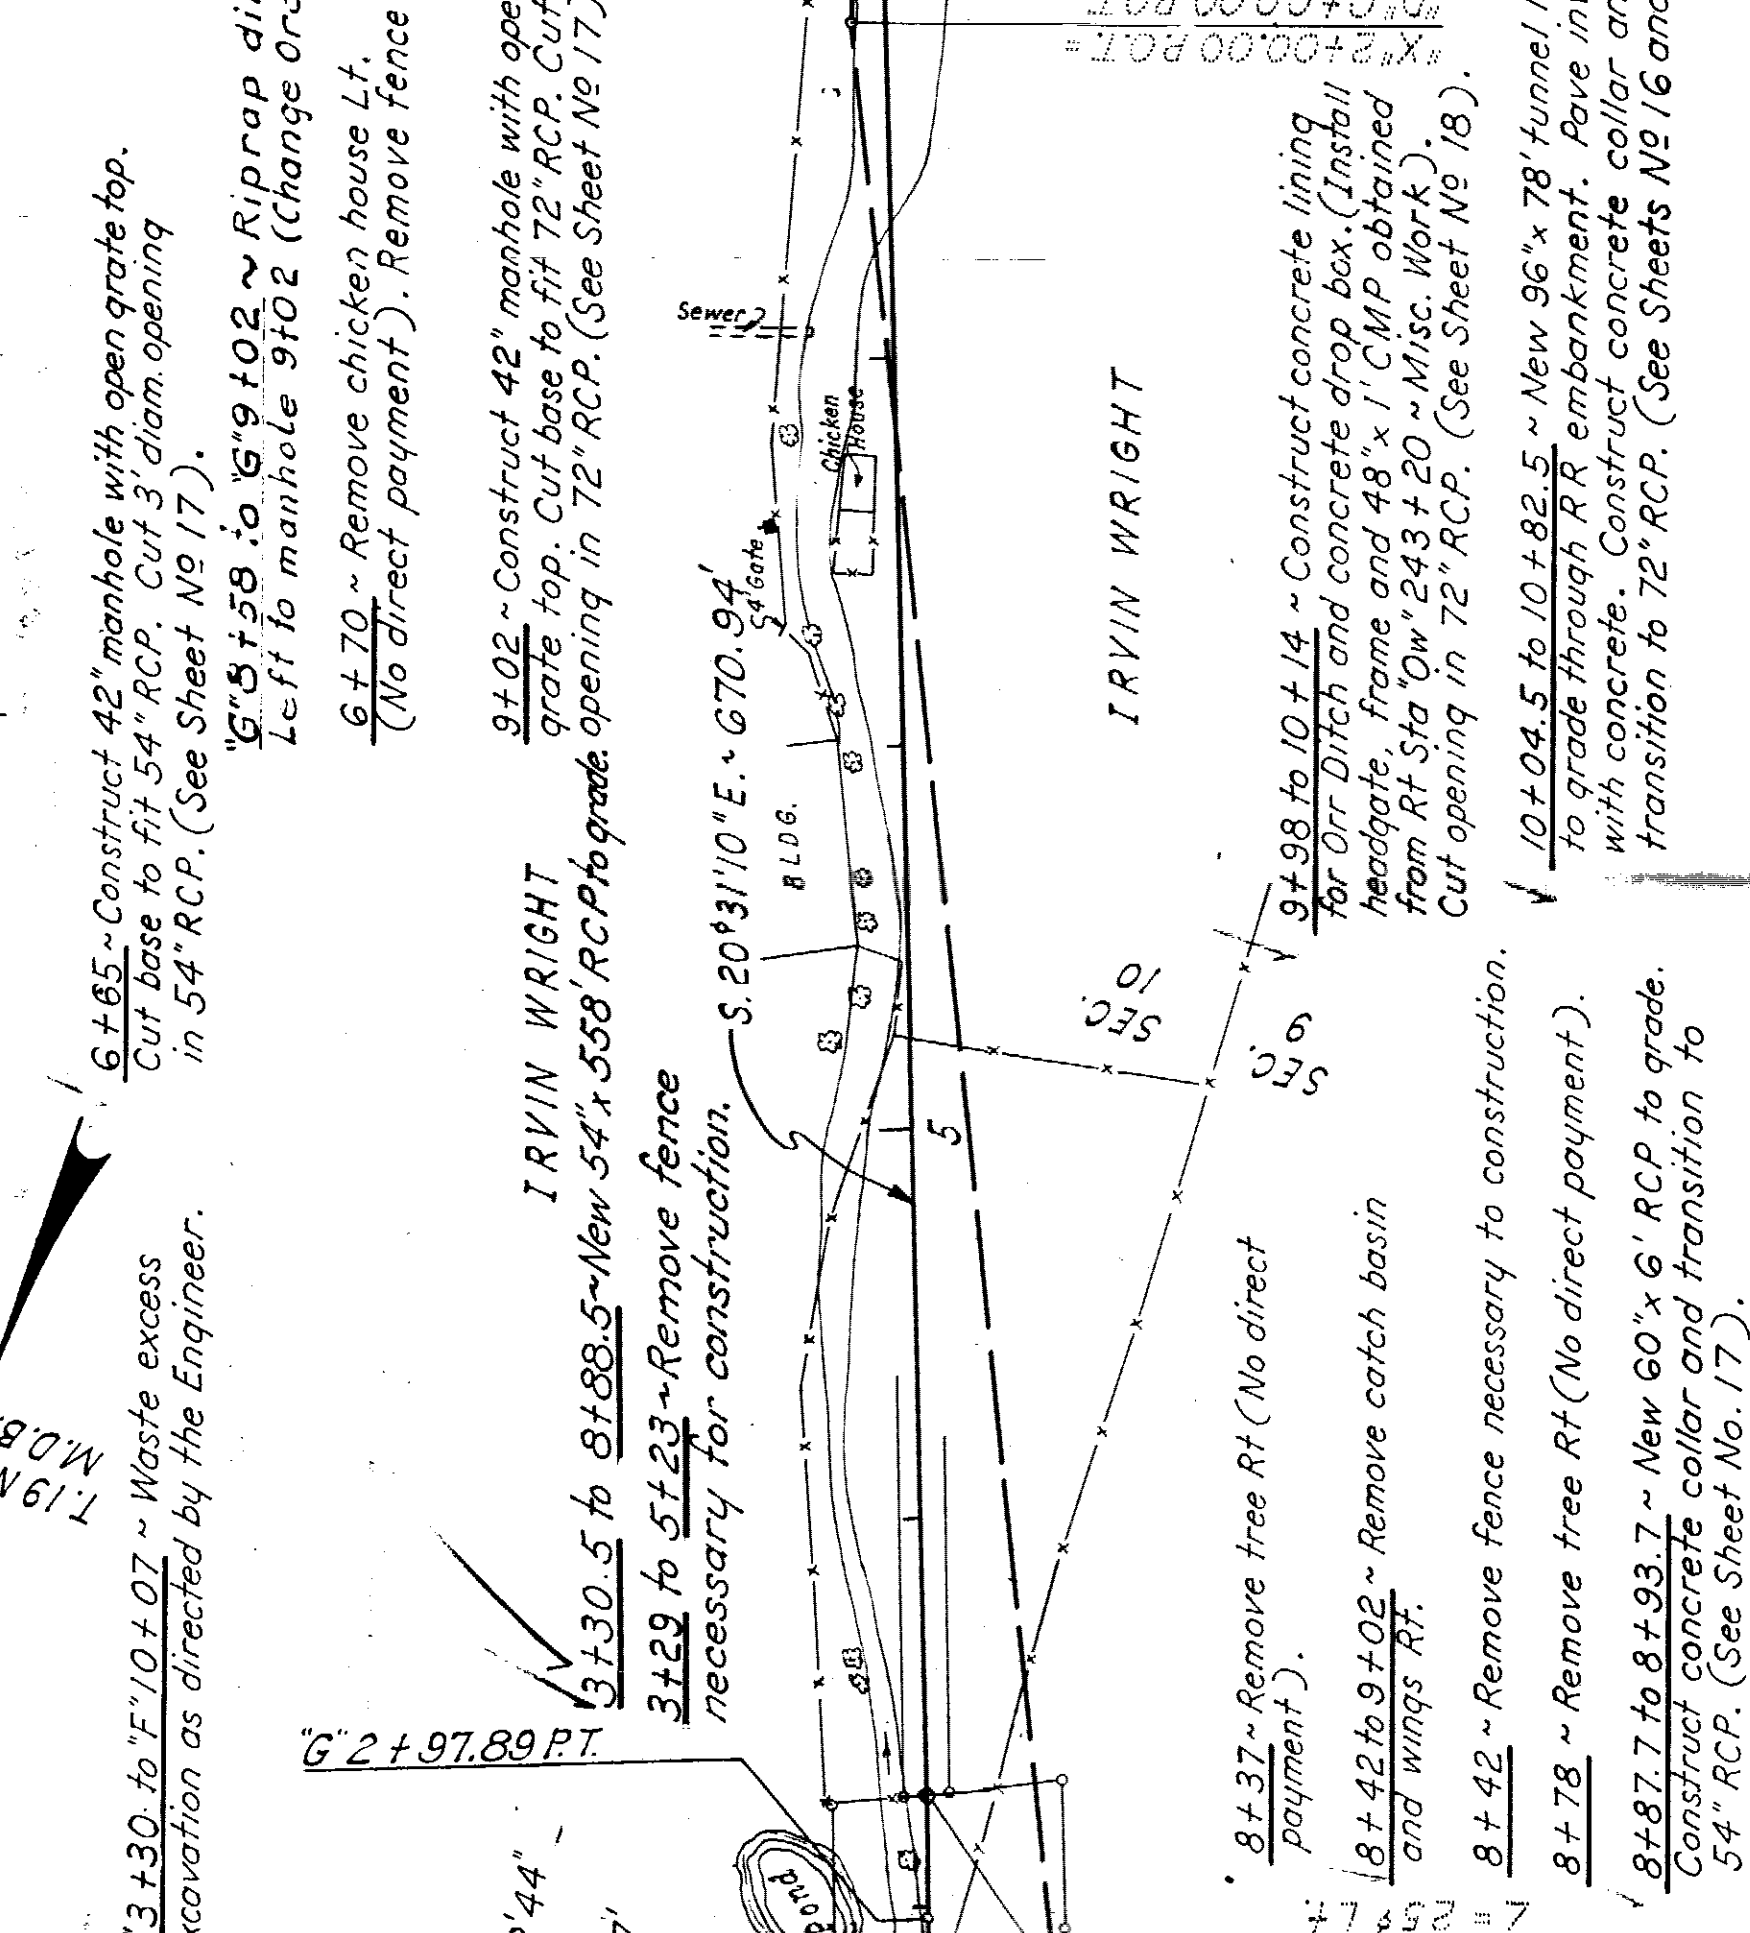 "3+30 to "F" 10+07 ~ Waste excess
xcavation as directed by the Engineer.
6+65 ~ Construct 42" manhole with open grate top.
Cut base to fit 54" RCP. Cut 3' diam. opening
in 54" RCP. (See Sheet No 17).
"G" 8+58 to "G" 9+02 ~ Riprap
Left to manhole 9+02 (Change
6+70 ~ Remove chicken house Lt.
(No direct payment). Remove fence
9+02 ~ Construct 42" manhole with
grate top. Cut base to fit 72" RCP. Cut
opening in 72" RCP. (See Sheet No 17)
IRVIN WRIGHT
3+30.5 to 8+88.5 ~ New 54" x 558' RCP to grade.
3+29 to 5+23 ~ Remove fence
necessary for construction.
"G" 2+97.89 P.T.
S. 20°31'10" E. ~ 670.94'
BLDG.
4' Gate
Sewer
Chicken
House
5
IRVIN WRIGHT
SEC.
10
SEC. 9
T.19N
M.D.B.
'44"
"X" 2+00.00 P.O.T. =
"D" 0+00.00 P.O.T.
8+37 ~ Remove tree Rt (No direct
payment).
8+42 to 9+02 ~ Remove catch basin
and wings Rt.
8+42 ~ Remove fence necessary to construction.
8+78 ~ Remove tree Rt (No direct payment).
8+87.7 to 8+93.7 ~ New 60" x 6' RCP to grade.
Construct concrete collar and transition to
54" RCP. (See Sheet No. 17).
9+98 to 10+14 ~ Construct concrete lining
for Orr Ditch and concrete drop box. (Install
headgate, frame and 48" x 1' CMP obtained
from Rt Sta "Ow" 243+20 ~ Misc. Work).
Cut opening in 72" RCP. (See Sheet No 18).
10+04.5 to 10+82.5 ~ New 96" x 78' tunnel
to grade through RR embankment. Pave
with concrete. Construct concrete collar
transition to 72" RCP. (See Sheets No 16 and